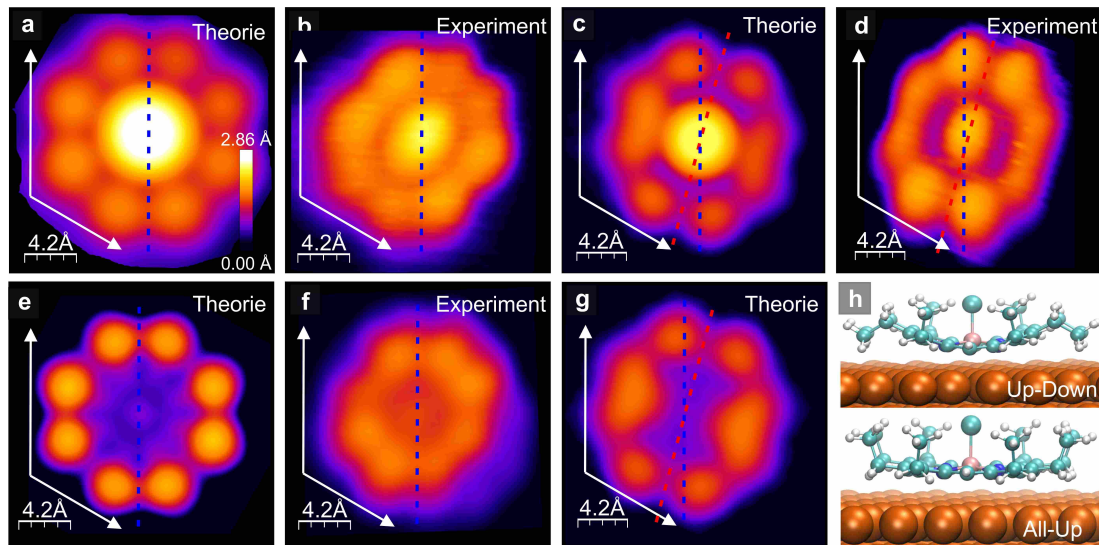 a Theorie
2.86 Å
0.00 Å
4.2Å
b Experiment
4.2Å
c Theorie
4.2Å
d Experiment
4.2Å
e Theorie
4.2Å
f Experiment
4.2Å
g Theorie
4.2Å
h
Up-Down
All-Up